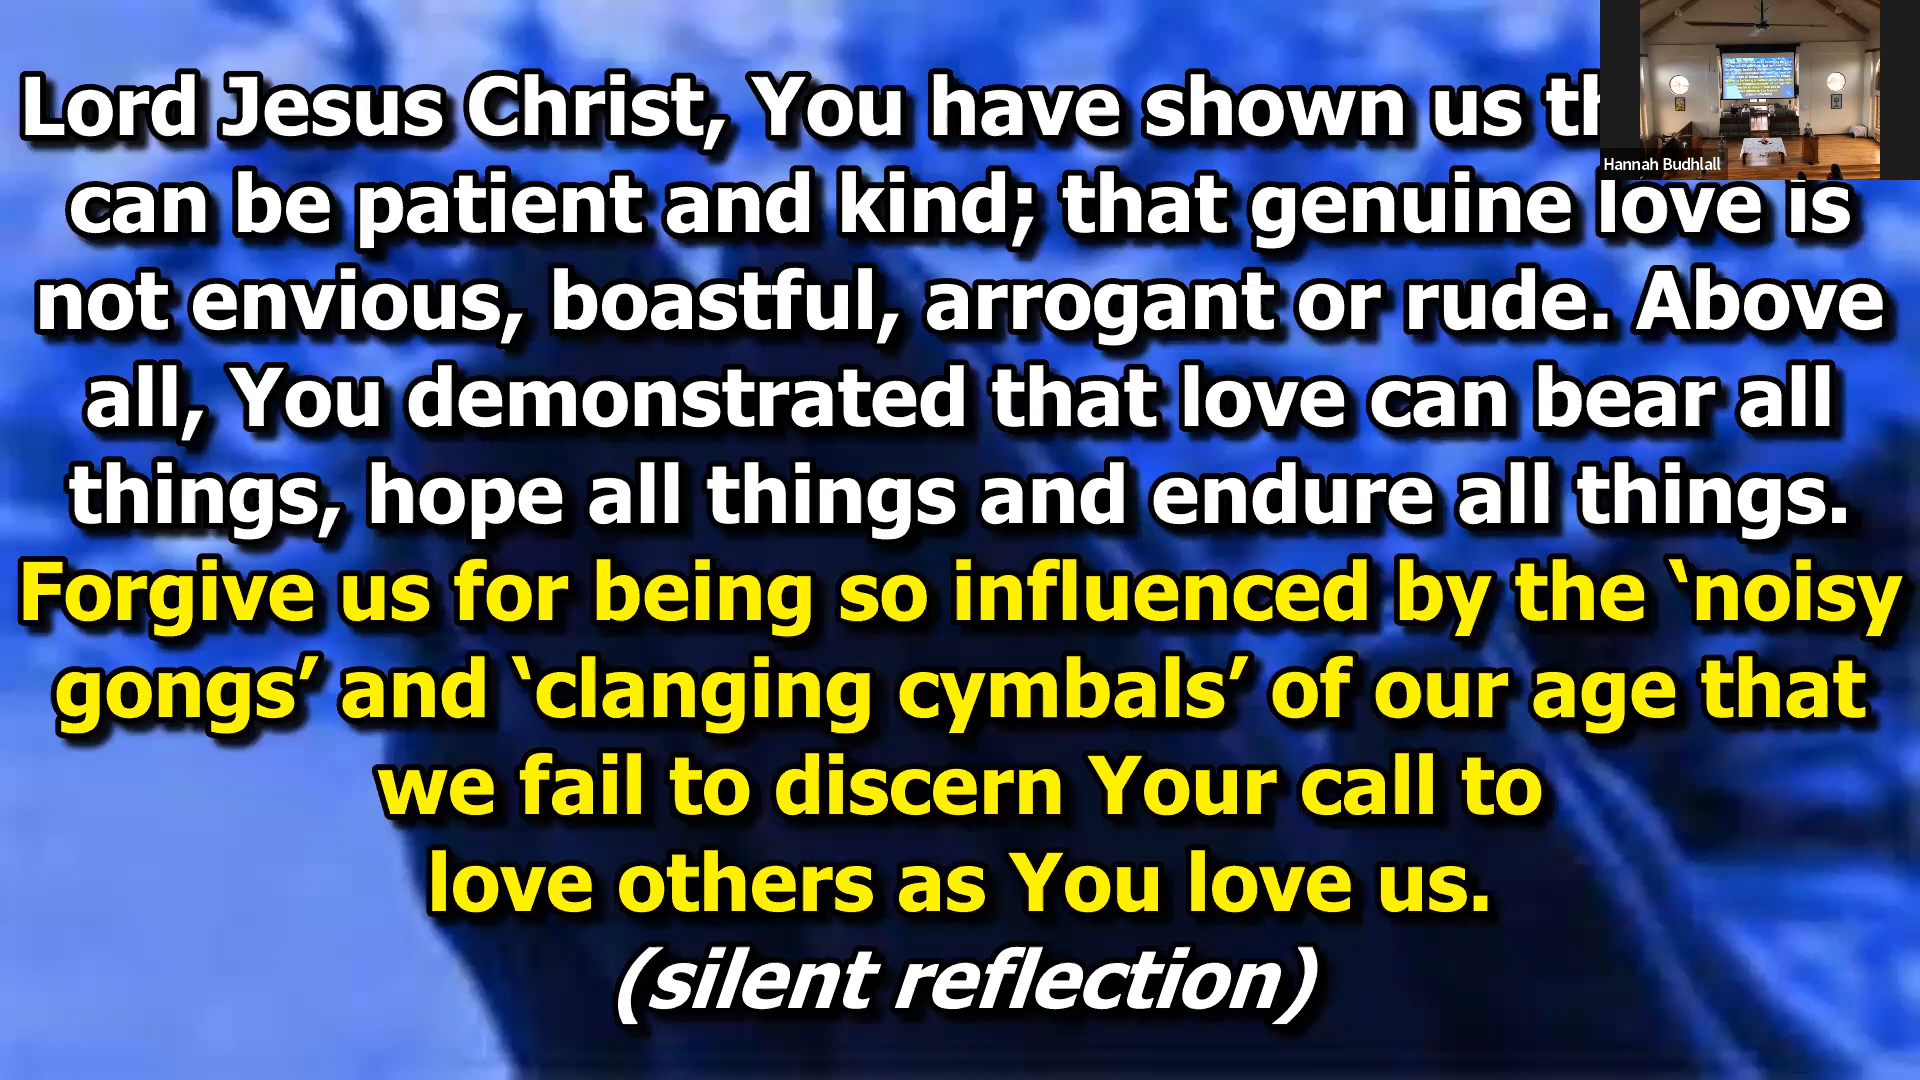 Lord Jesus Christ, You have shown us
can be patient and kind; that genuine love is
not envious, boastful, arrogant or rude. Above
all, You demonstrated that love can bear all
things, hope all things and endure all things.
Forgive us for being so influenced by the ‘noisy
gongs’ and ‘clanging cymbals’ of our age that
we fail to discern Your call to
love others as You love us.
(silent reflection)
Hannah Budhlall